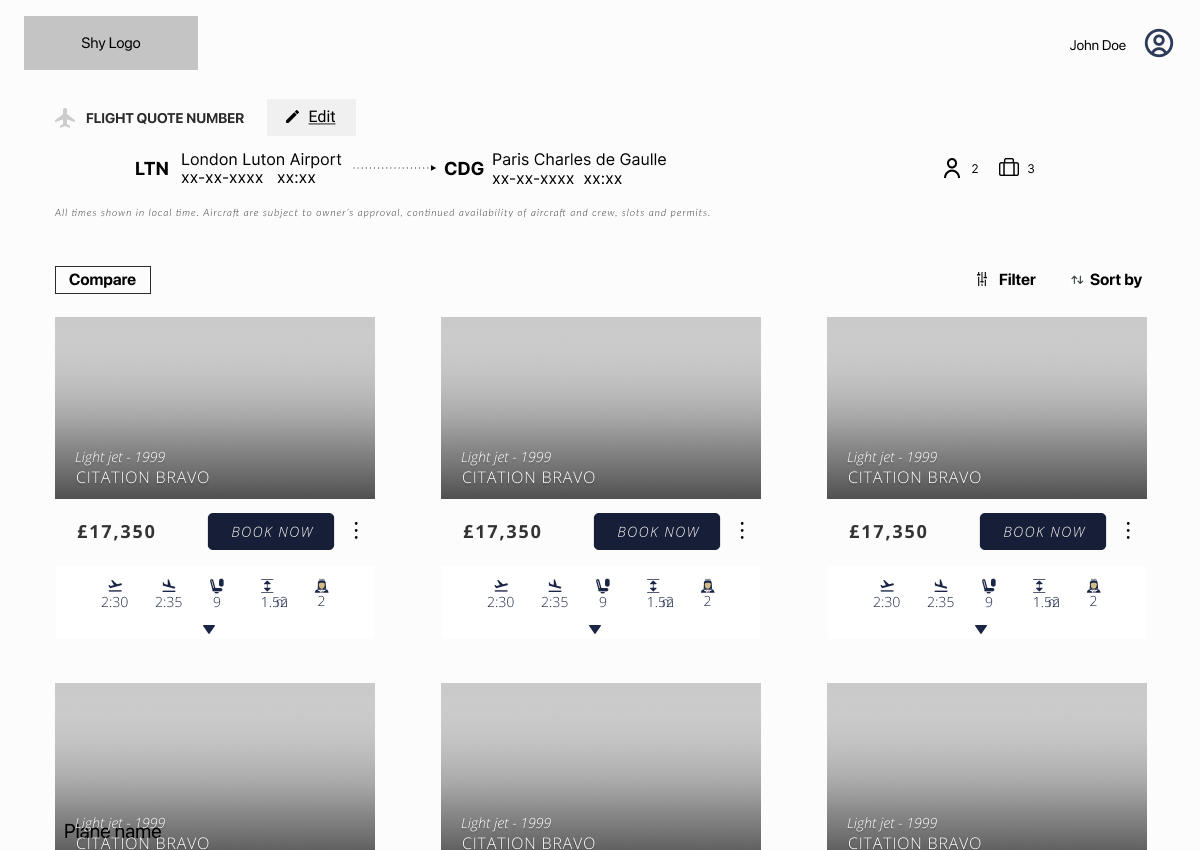 Shy Logo
John Doe
FLIGHT QUOTE NUMBER Edit
LTN London Luton Airport CDG Paris Charles de Gaulle
xx-xx-xxxx xx:xx xx-xx-xxxx xx:xx
2 3
All times shown in local time. Aircraft are subject to owner's approval, continued availability of aircraft and crew, slots and permits.
Compare Filter Sort by
Light jet - 1999 Light jet - 1999 Light jet - 1999
CITATION BRAVO CITATION BRAVO CITATION BRAVO
£17,350 BOOK NOW £17,350 BOOK NOW £17,350 BOOK NOW
2:30 2:35 9 2 2:30 2:35 9 2 2:30 2:35 9 2
Light jet - 1999 Light jet - 1999 Light jet - 1999
Plane name
CITATION BRAVO CITATION BRAVO CITATION BRAVO